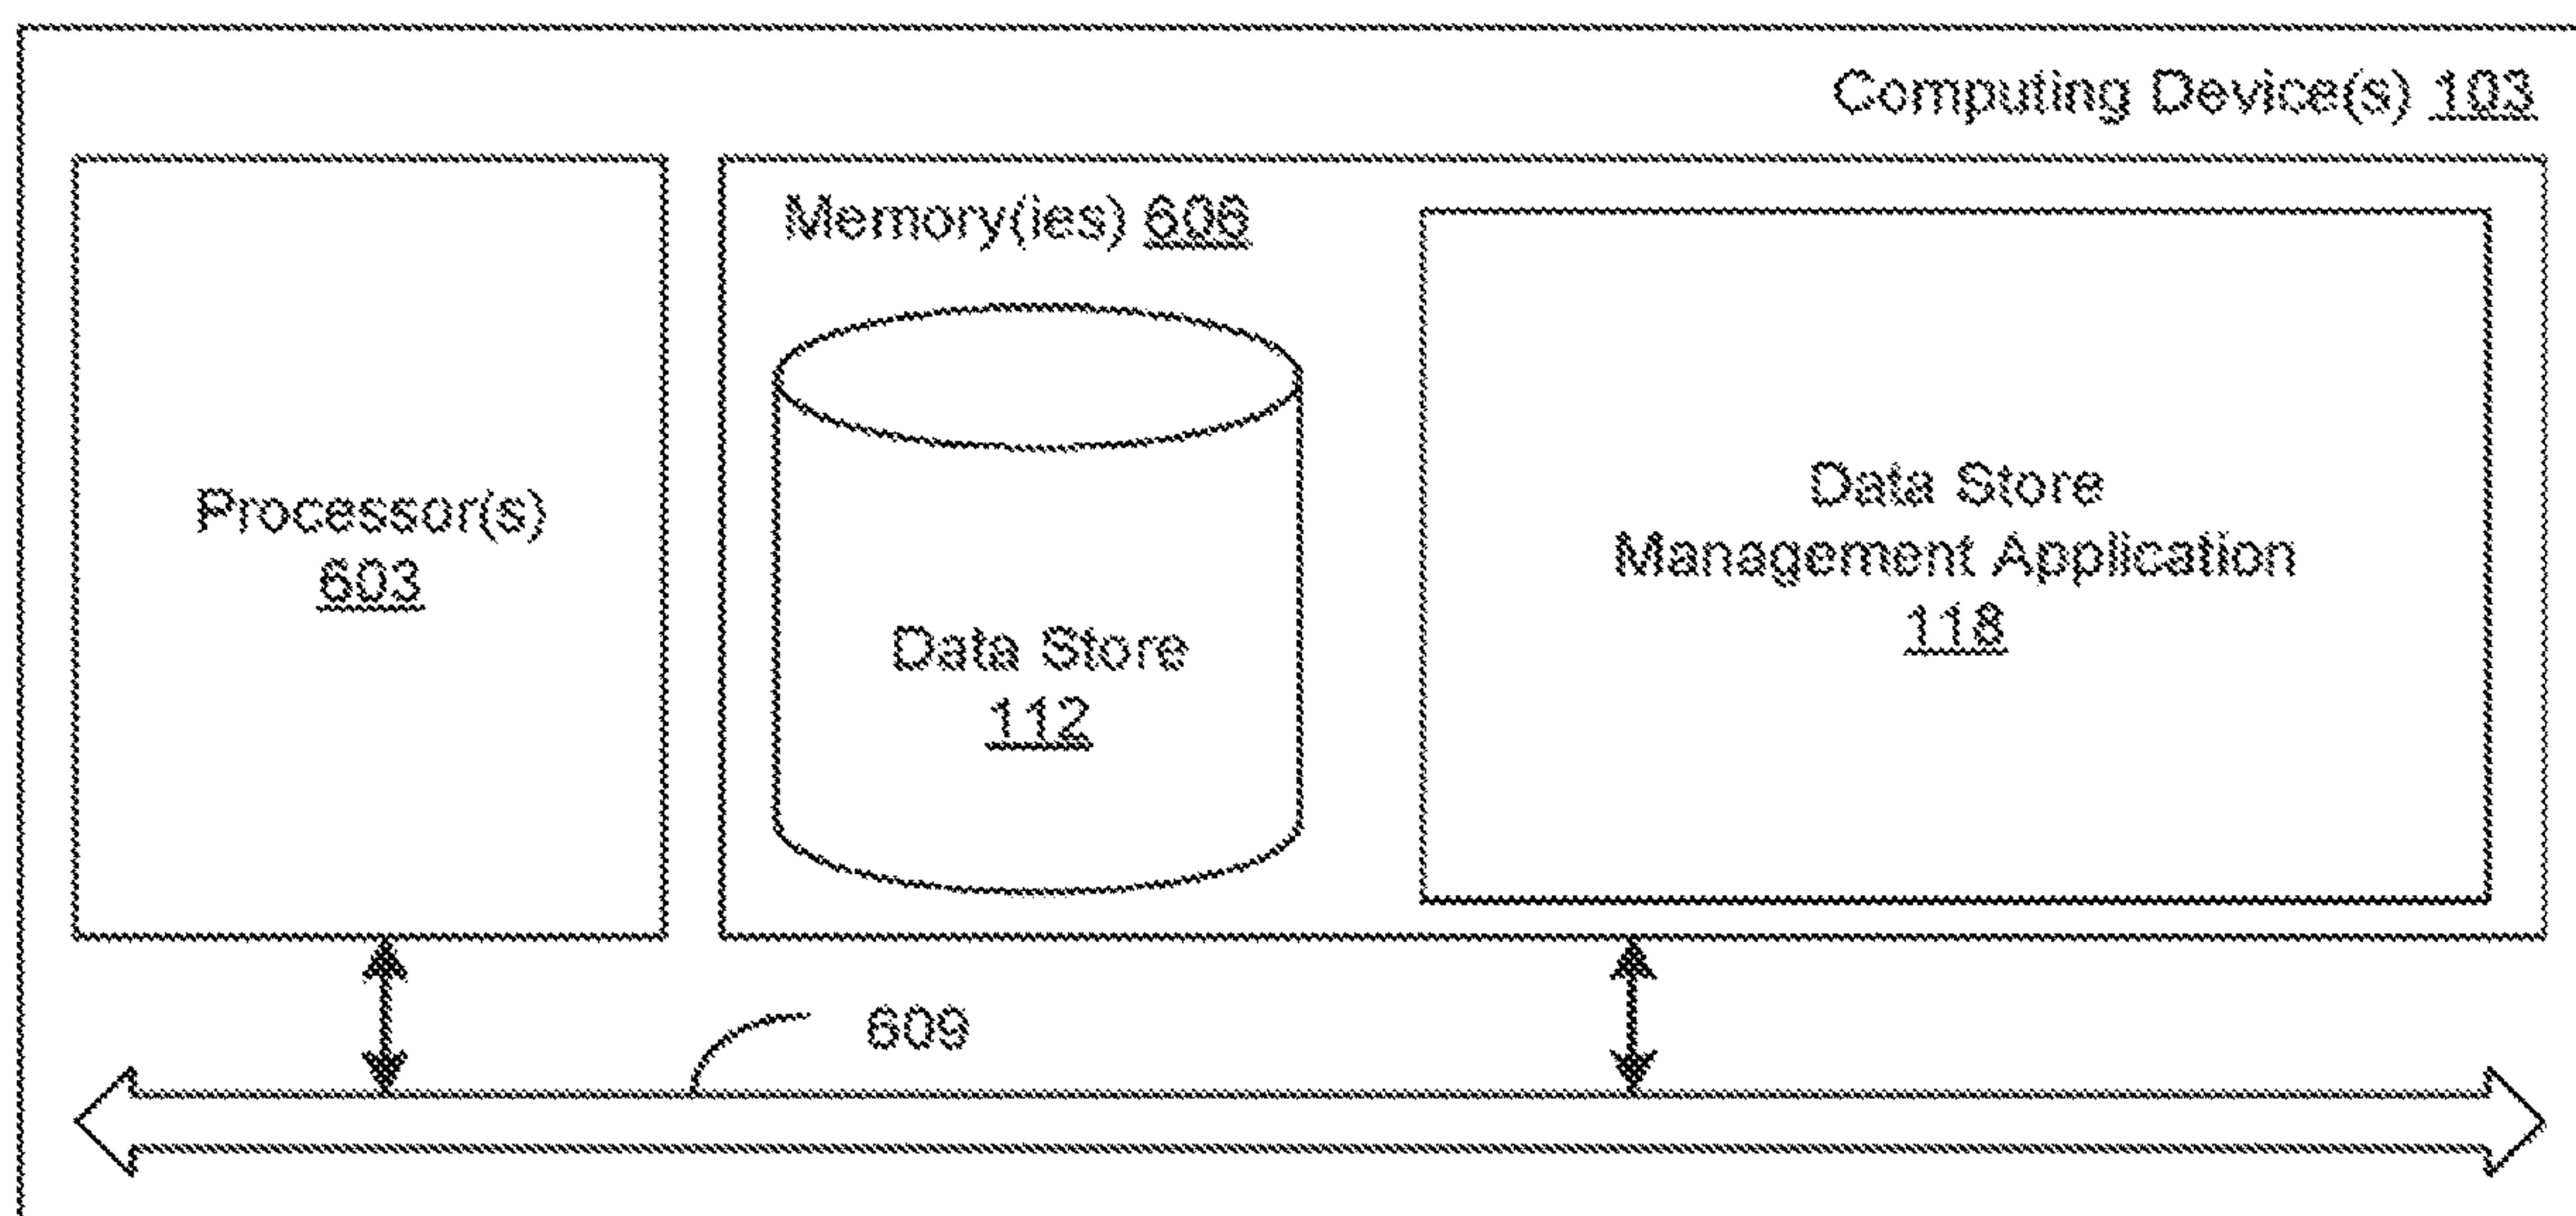 Computing Device(s) 103
Memory(ies) 606
Processor(s)
603
Data Store
112
Data Store
Management Application
118
609